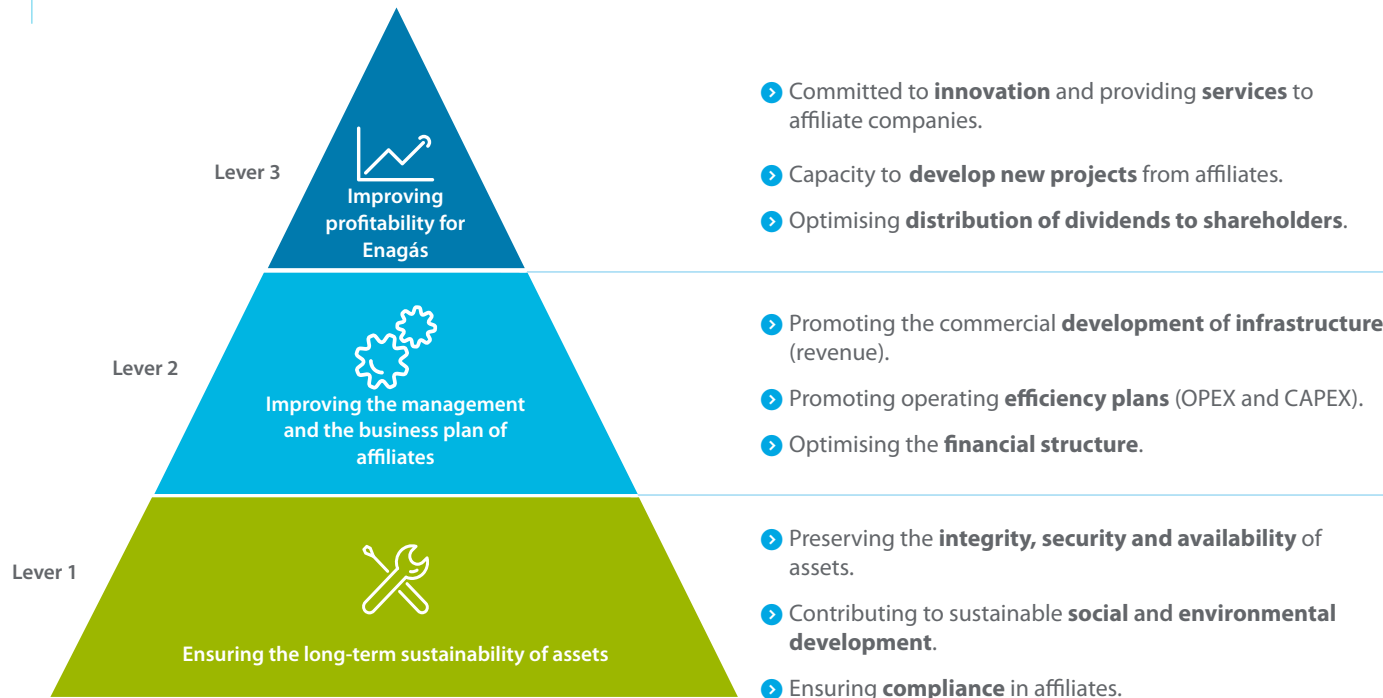 Lever 3
Improving
profitability for
Enagás
Committed to innovation and providing services to
affiliate companies.
Capacity to develop new projects from affiliates.
Optimising distribution of dividends to shareholders.
Lever 2
Improving the management
and the business plan of
affiliates
Promoting the commercial development of infrastructure
(revenue).
Promoting operating efficiency plans (OPEX and CAPEX).
Optimising the financial structure.
Lever 1
Ensuring the long-term sustainability of assets
Preserving the integrity, security and availability of
assets.
Contributing to sustainable social and environmental
development.
Ensuring compliance in affiliates.